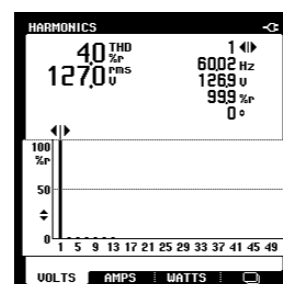 HARMONICS
4.0 THD %r
127.0 rms V
1
60.02 Hz
126.9 V
99.9 %r
0 °
100
%r
50
0
1 5 9 13 17 21 25 29 33 37 41 45 49
VOLTS AMPS WATTS